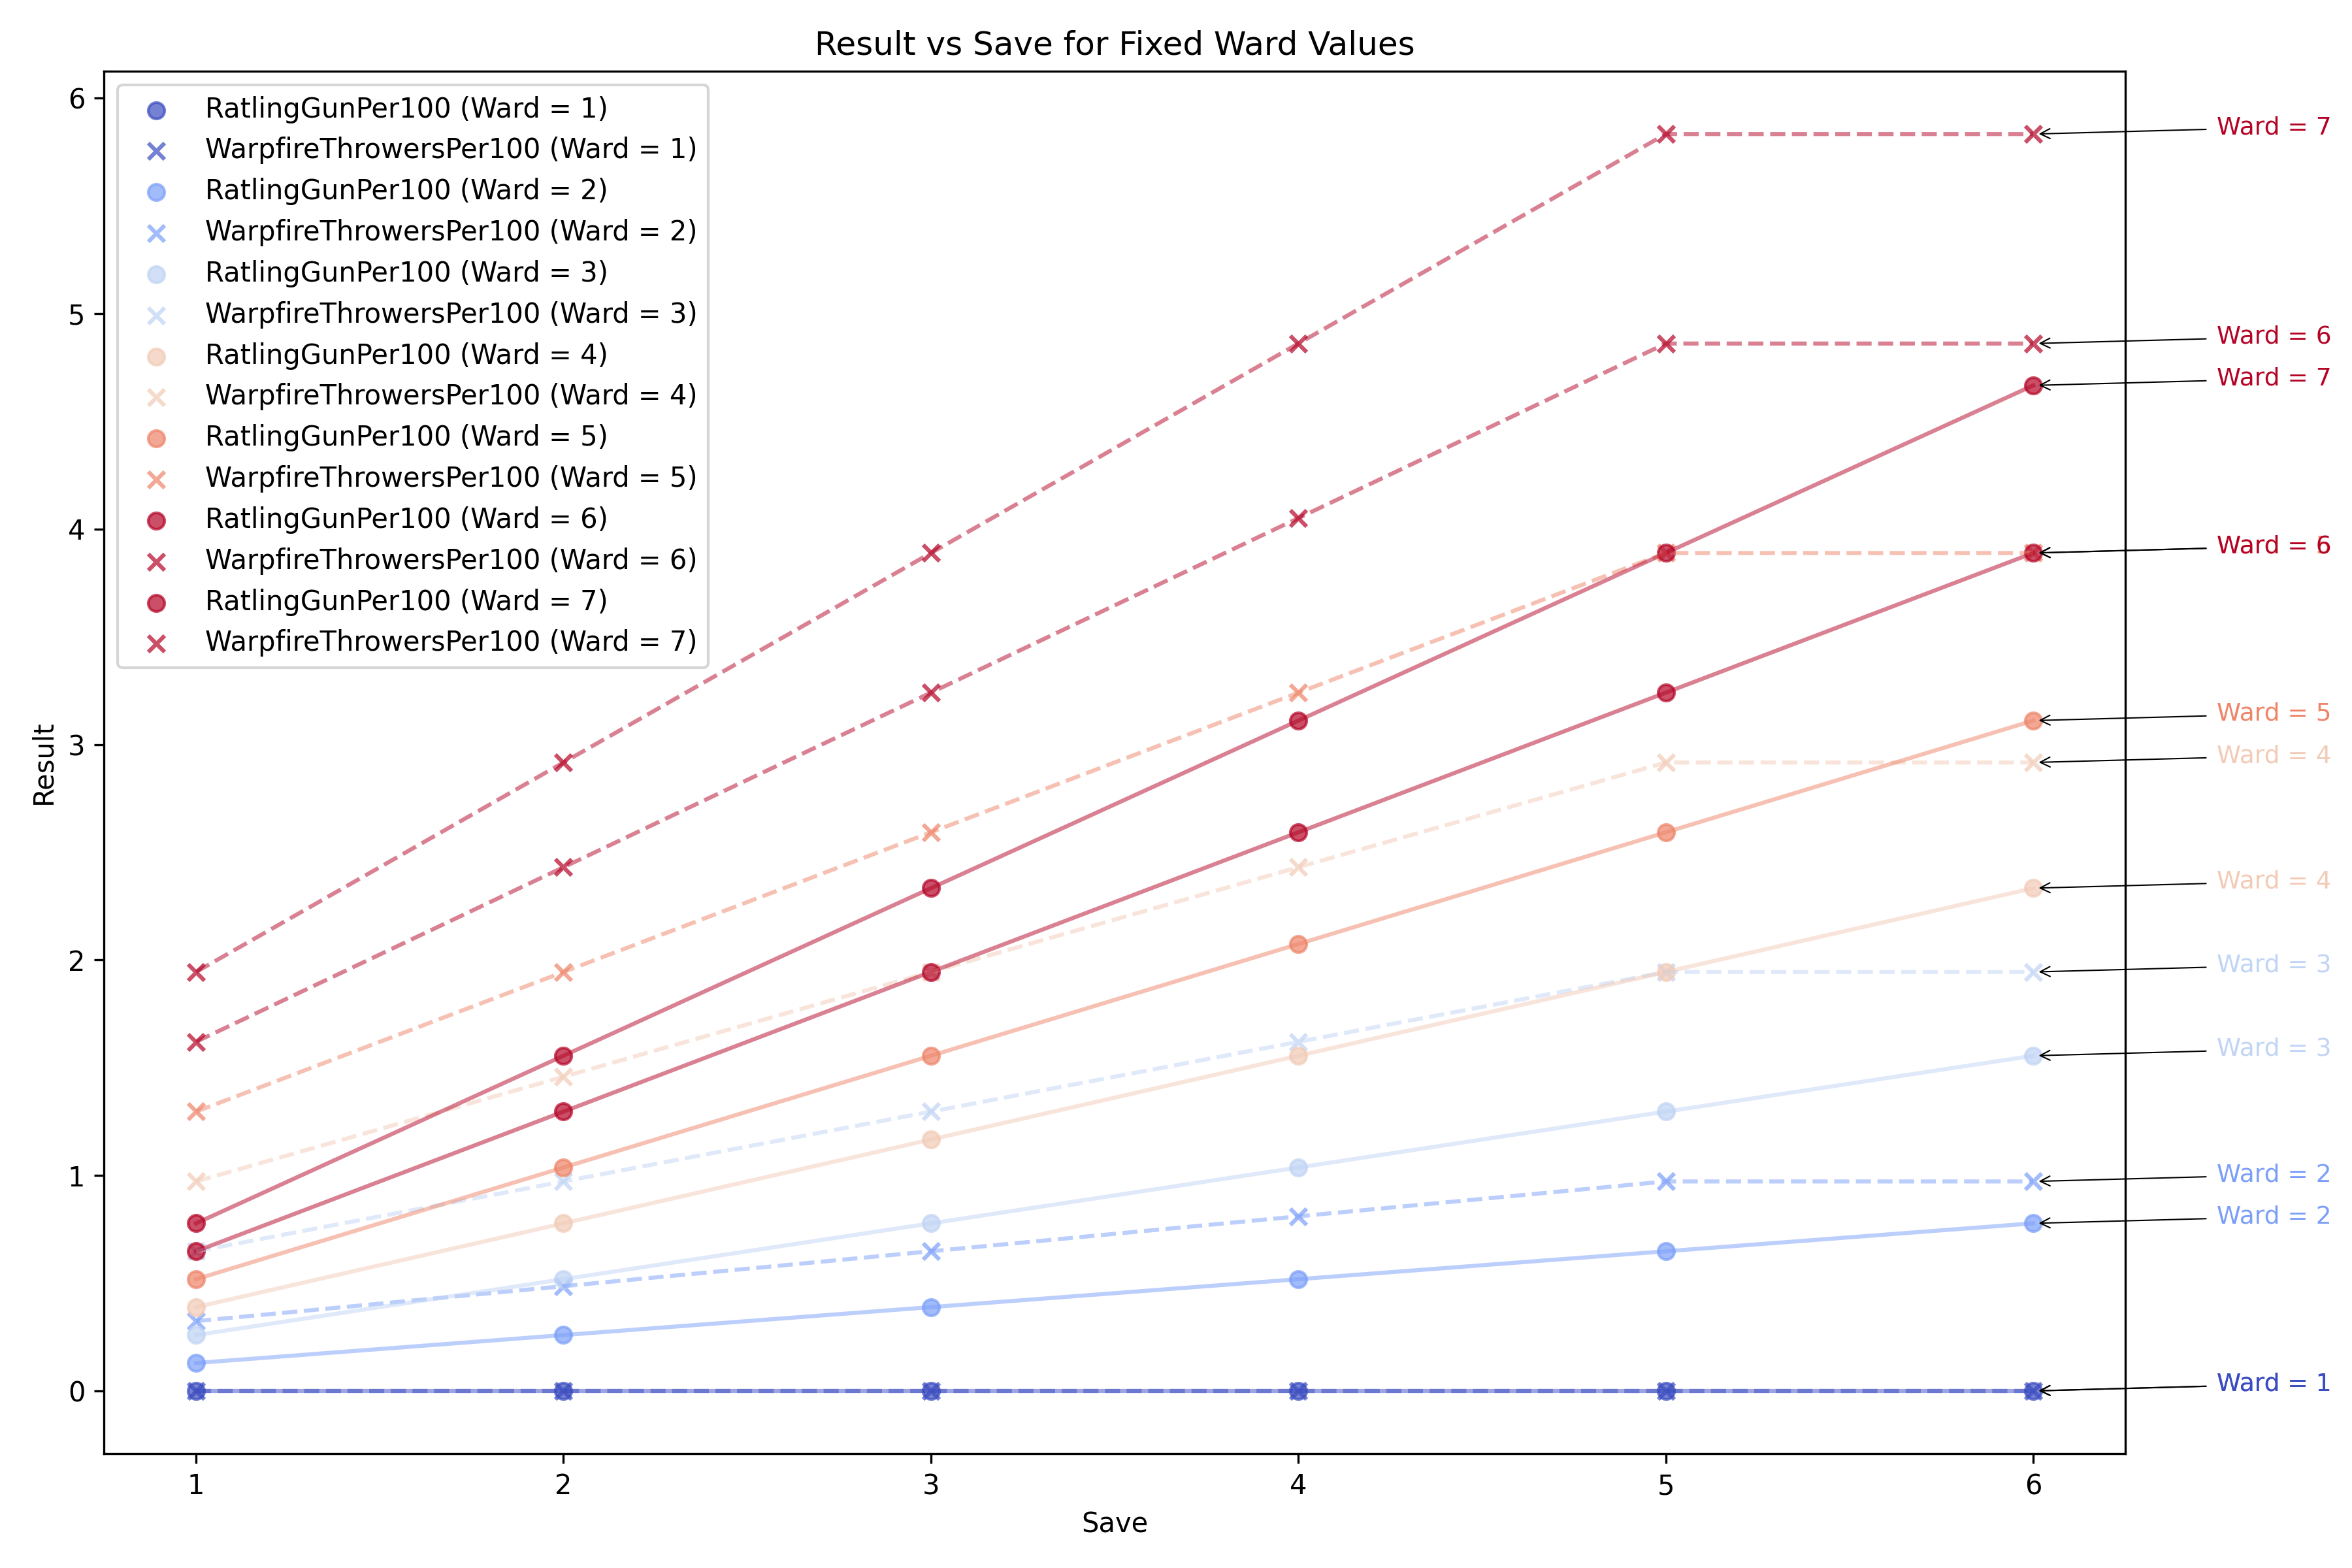 Result vs Save for Fixed Ward Values
RatlingGunPer100 (Ward = 1)
WarpfireThrowersPer100 (Ward = 1)
RatlingGunPer100 (Ward = 2)
WarpfireThrowersPer100 (Ward = 2)
RatlingGunPer100 (Ward = 3)
WarpfireThrowersPer100 (Ward = 3)
RatlingGunPer100 (Ward = 4)
WarpfireThrowersPer100 (Ward = 4)
RatlingGunPer100 (Ward = 5)
WarpfireThrowersPer100 (Ward = 5)
RatlingGunPer100 (Ward = 6)
WarpfireThrowersPer100 (Ward = 6)
RatlingGunPer100 (Ward = 7)
WarpfireThrowersPer100 (Ward = 7)
Result
6
5
4
3
2
1
0
Ward = 7
Ward = 6
Ward = 7
Ward = 6
Ward = 5
Ward = 4
Ward = 4
Ward = 3
Ward = 3
Ward = 2
Ward = 2
Ward = 1
1 2 3 4 5 6
Save